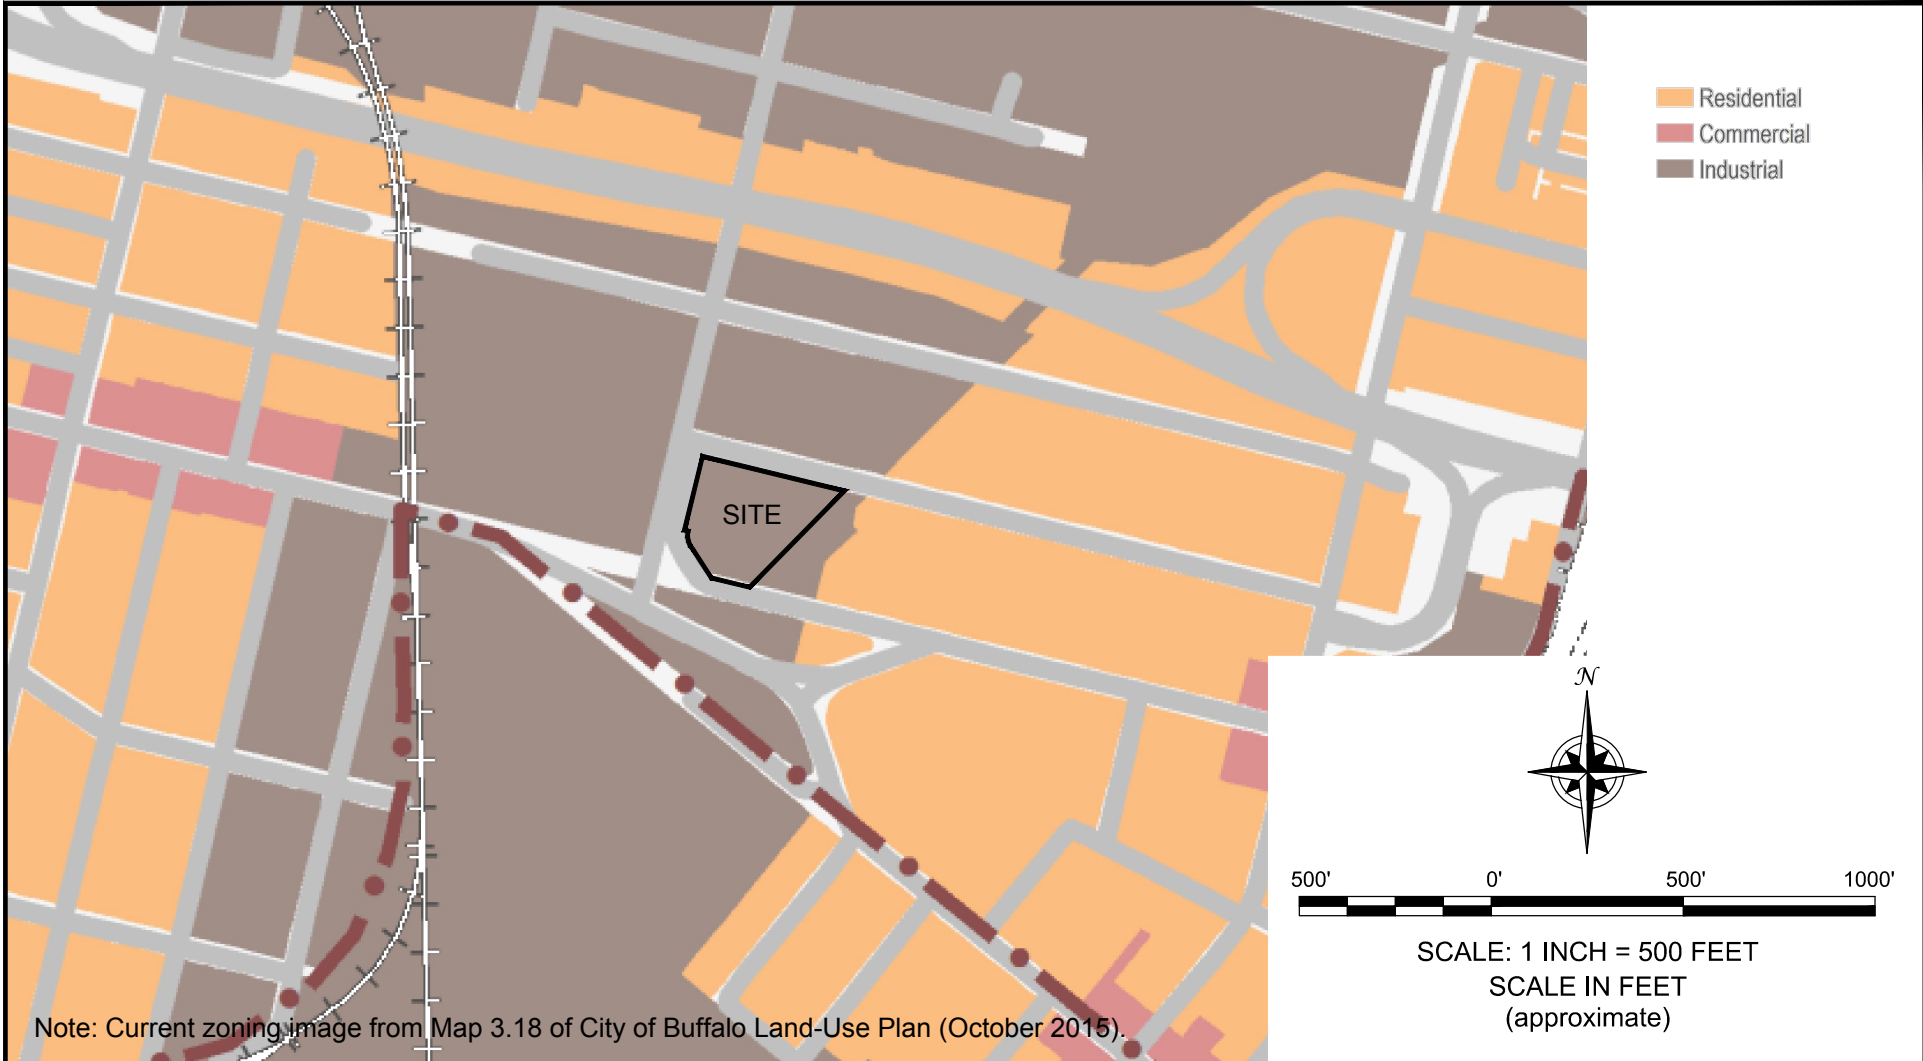 Residential
Commercial
Industrial
SITE
N
500' 0' 500' 1000'
SCALE: 1 INCH = 500 FEET
SCALE IN FEET
(approximate)
Note: Current zoning image from Map 3.18 of City of Buffalo Land-Use Plan (October 2015).